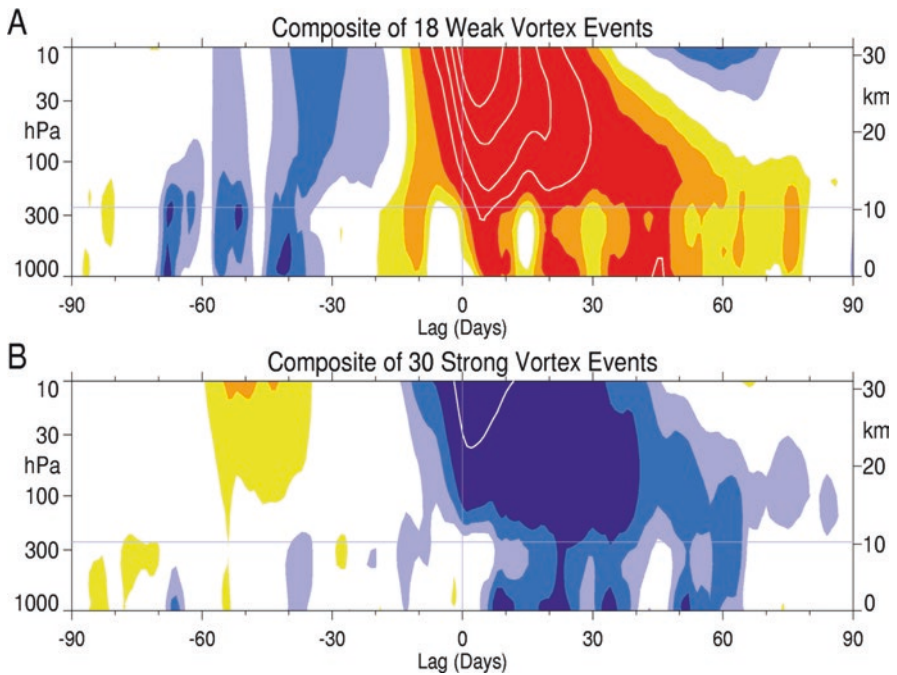 A
Composite of 18 Weak Vortex Events
10
30
hPa
100
300
1000
30
km
20
10
0
-90 -60 -30 0 30 60 90
Lag (Days)
B
Composite of 30 Strong Vortex Events
10
30
hPa
100
300
1000
30
km
20
10
0
-90 -60 -30 0 30 60 90
Lag (Days)